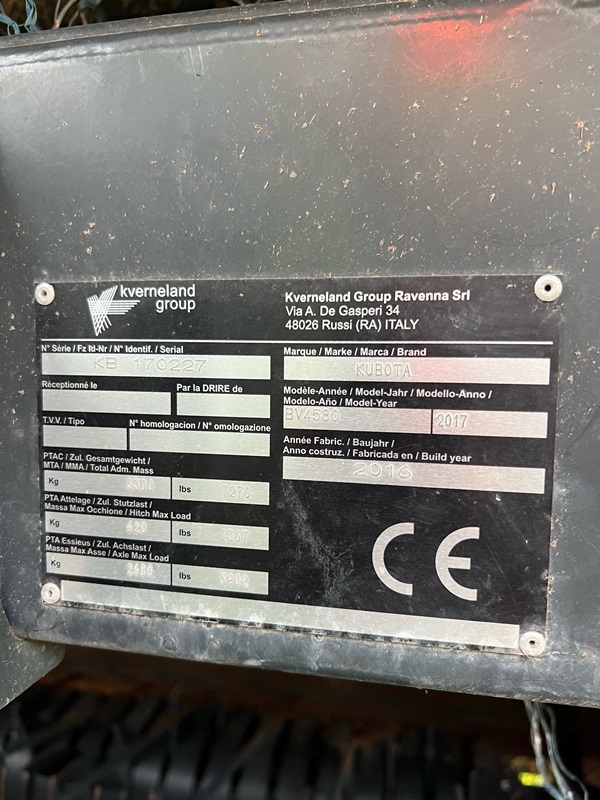 kverneland
group
Kverneland Group Ravenna Srl
Via A. De Gasperi 34
48026 Russi (RA) ITALY
N° Série / Fz Id-Nr / N° Identif. / Serial
KB 170227
Marque / Marke / Marca / Brand
KUBOTA
Réceptionné le
Par la DRIRE de
Modèle-Année / Model-Jahr / Modello-Anno /
Modelo-Año / Model-Year
BV4580
2017
T.V.V. / Tipo
N° homologacion / N° omologazione
Année Fabric. / Baujahr /
Anno costruz. / Fabricada en / Build year
2016
PTAC / Zul. Gesamtgewicht /
MTA / MMA / Total Adm. Mass
Kg
lbs
PTA Attelage / Zul. Stutzlast /
Massa Max Occhione / Hitch Max Load
Kg
lbs
PTA Essieux / Zul. Achslast /
Massa Max Asse / Axle Max Load
Kg
lbs
CE